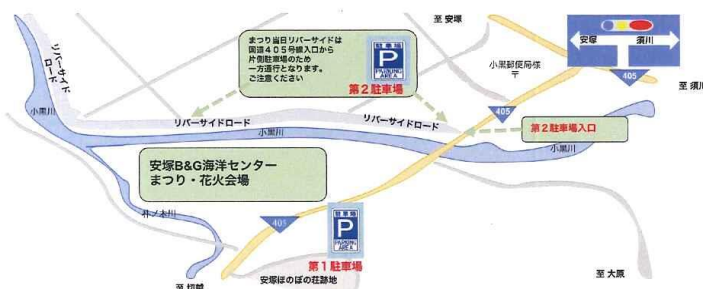 至 安塚
安塚
須川
405
至 須川
まつり当日リバーサイドは
国道405号線入口から
片側駐車場のため
一方通行となります。
ご注意ください
駐車場
P
PARKING
AREA
第2駐車場
小黒郵便局様
〒
リバーサイド
ロード
小黒川
リバーサイドロード
リバーサイドロード
405
第2駐車場入口
小黒川
小黒川
安塚B&G海洋センター
まつり・花火会場
405
駐車場
P
PARKING
AREA
第1駐車場
安塚ほのぼの荘跡地
至 大原